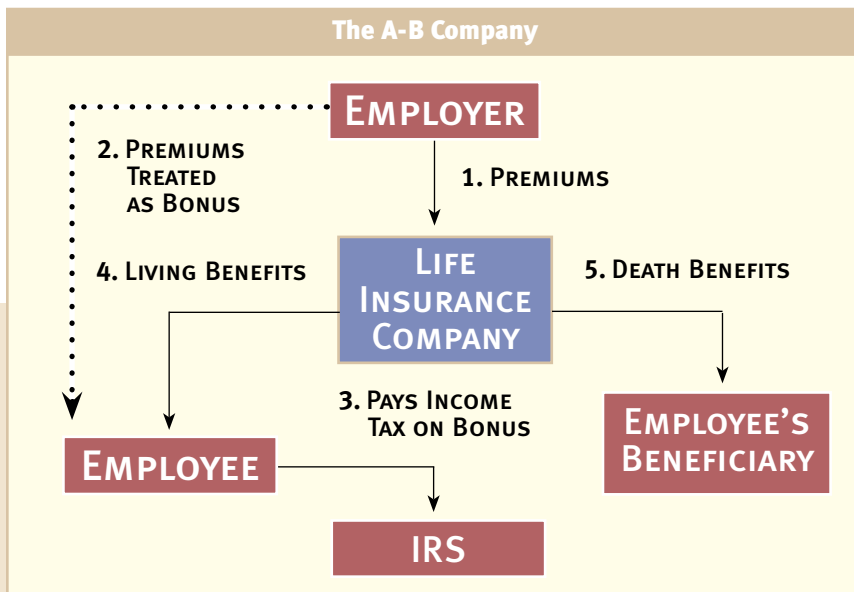 The A-B Company
EMPLOYER
2. PREMIUMS
TREATED
AS BONUS
1. PREMIUMS
4. LIVING BENEFITS
LIFE
INSURANCE
COMPANY
5. DEATH BENEFITS
3. PAYS INCOME
TAX ON BONUS
EMPLOYEE
EMPLOYEE’S
BENEFICIARY
IRS